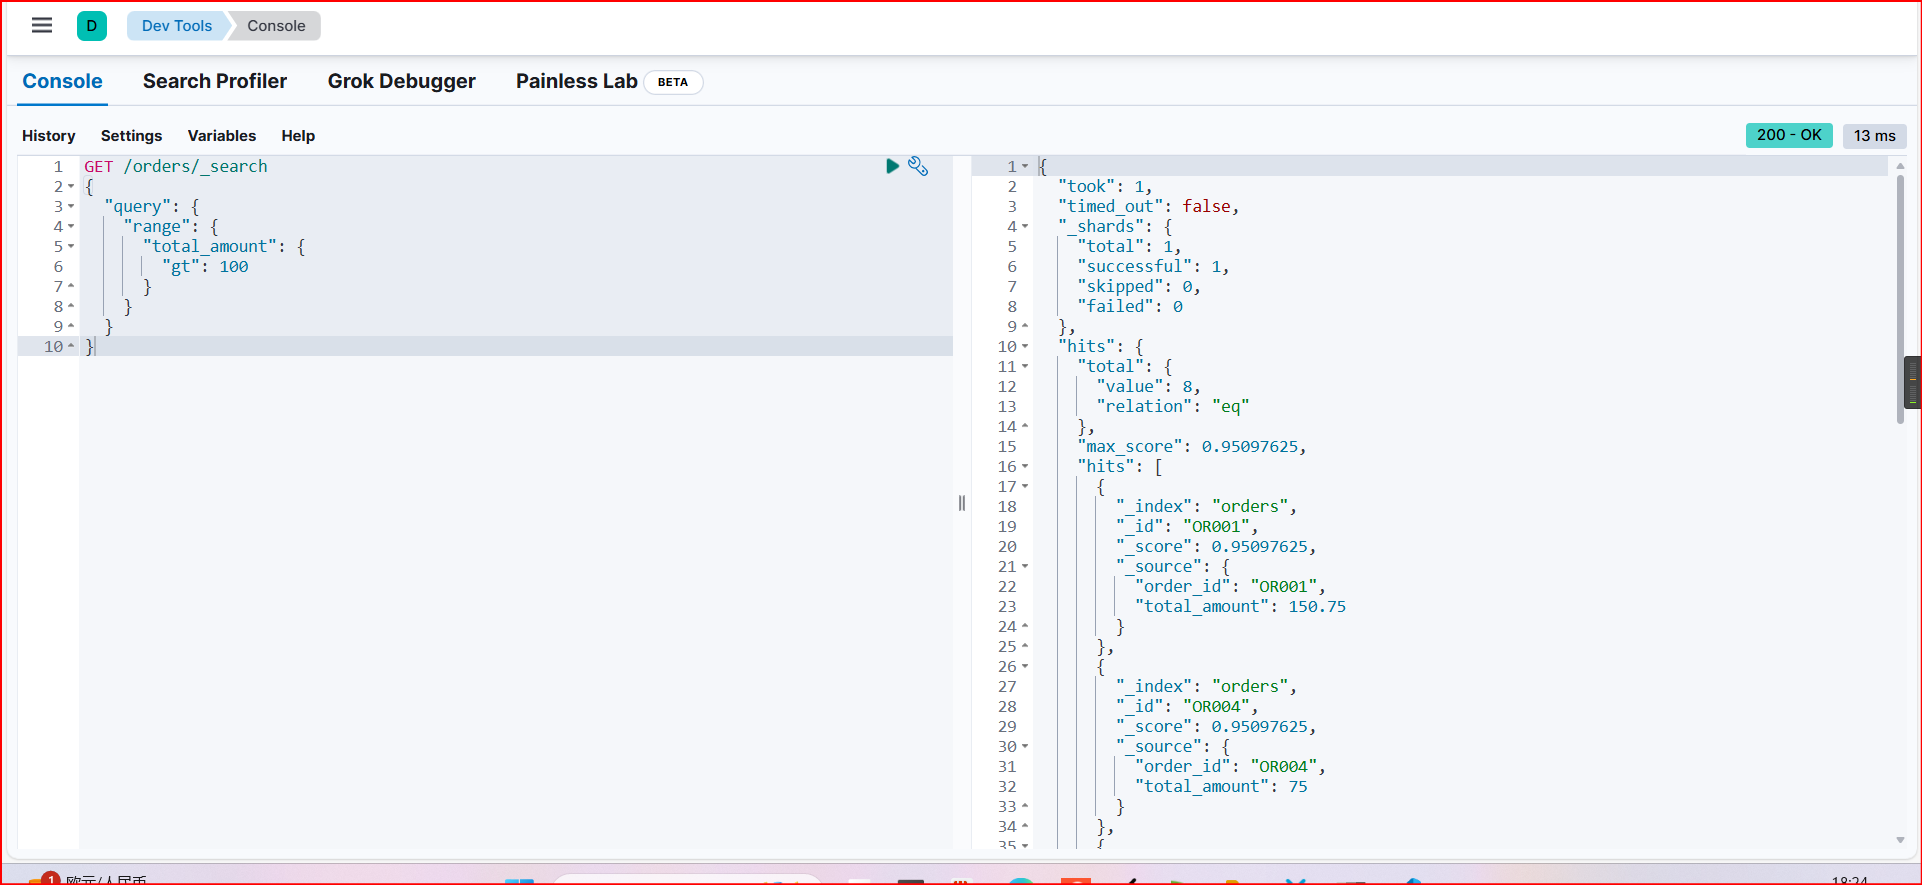 D
Dev Tools
Console
Console
Search Profiler
Grok Debugger
Painless Lab
BETA
History
Settings
Variables
Help
200 - OK
13 ms
1 GET /orders/_search
2 {
3 "query": {
4 "range": {
5 "total_amount": {
6 "gt": 100
7 }
8 }
9 }
10 }
1 {
2 "took": 1,
3 "timed_out": false,
4 "_shards": {
5 "total": 1,
6 "successful": 1,
7 "skipped": 0,
8 "failed": 0
9 },
10 "hits": {
11 "total": {
12 "value": 8,
13 "relation": "eq"
14 },
15 "max_score": 0.95097625,
16 "hits": [
17 {
18 "_index": "orders",
19 "_id": "OR001",
20 "_score": 0.95097625,
21 "_source": {
22 "order_id": "OR001",
23 "total_amount": 150.75
24 }
25 },
26 {
27 "_index": "orders",
28 "_id": "OR004",
29 "_score": 0.95097625,
30 "_source": {
31 "order_id": "OR004",
32 "total_amount": 75
33 }
34 },
35 {
1
欧元/人民币
18:24